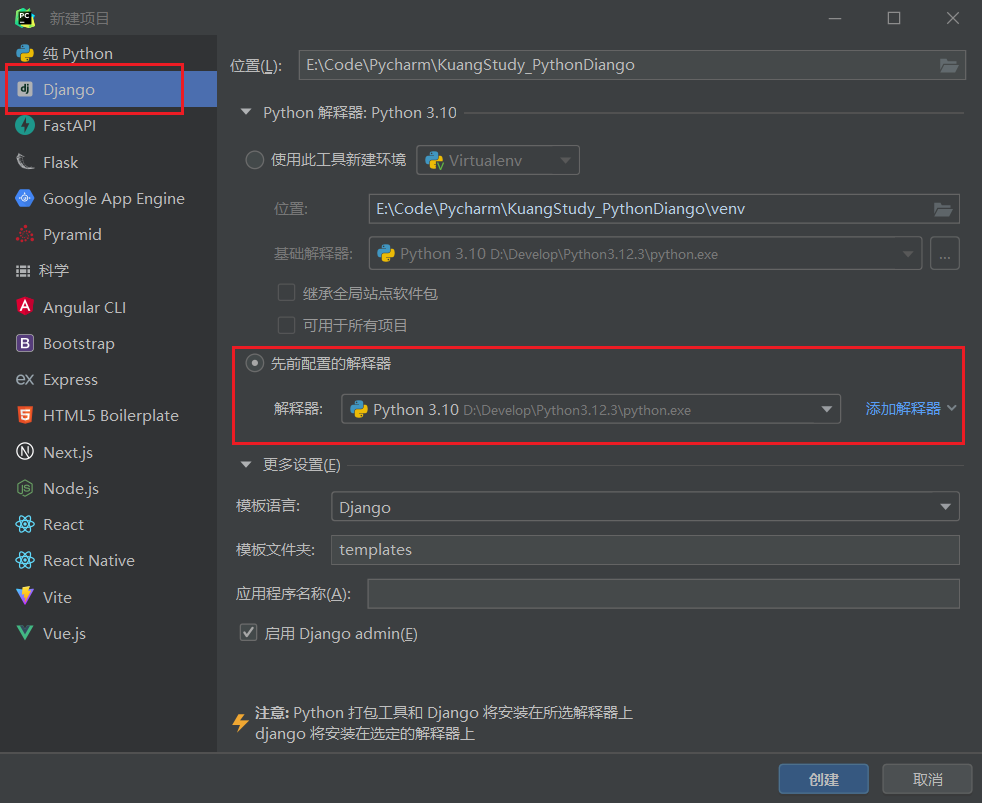 新建项目
纯 Python
Django
FastAPI
Flask
Google App Engine
Pyramid
科学
Angular CLI
Bootstrap
Express
HTML5 Boilerplate
Next.js
Node.js
React
React Native
Vite
Vue.js
位置(L): E:\Code\Pycharm\KuangStudy_PythonDiango
Python 解释器: Python 3.10
使用此工具新建环境 Virtualenv
位置: E:\Code\Pycharm\KuangStudy_PythonDiango\venv
基础解释器: Python 3.10 D:\Develop\Python3.12.3\python.exe ...
继承全局站点软件包
可用于所有项目
先前配置的解释器
解释器: Python 3.10 D:\Develop\Python3.12.3\python.exe 添加解释器
更多设置(E)
模板语言: Django
模板文件夹: templates
应用程序名称(A):
启用 Django admin(E)
注意: Python 打包工具和 Django 将安装在所选解释器上
django 将安装在选定的解释器上
创建 取消